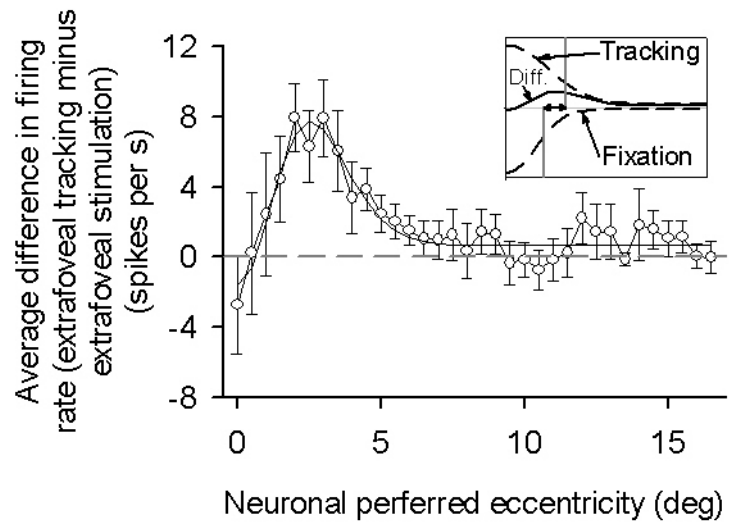 Average difference in firing
rate (extrafoveal tracking minus
extrafoveal stimulation)
(spikes per s)
12
8
4
0
-4
-8
Tracking
Diff.
Fixation
0
5
10
15
Neuronal perferred eccentricity (deg)